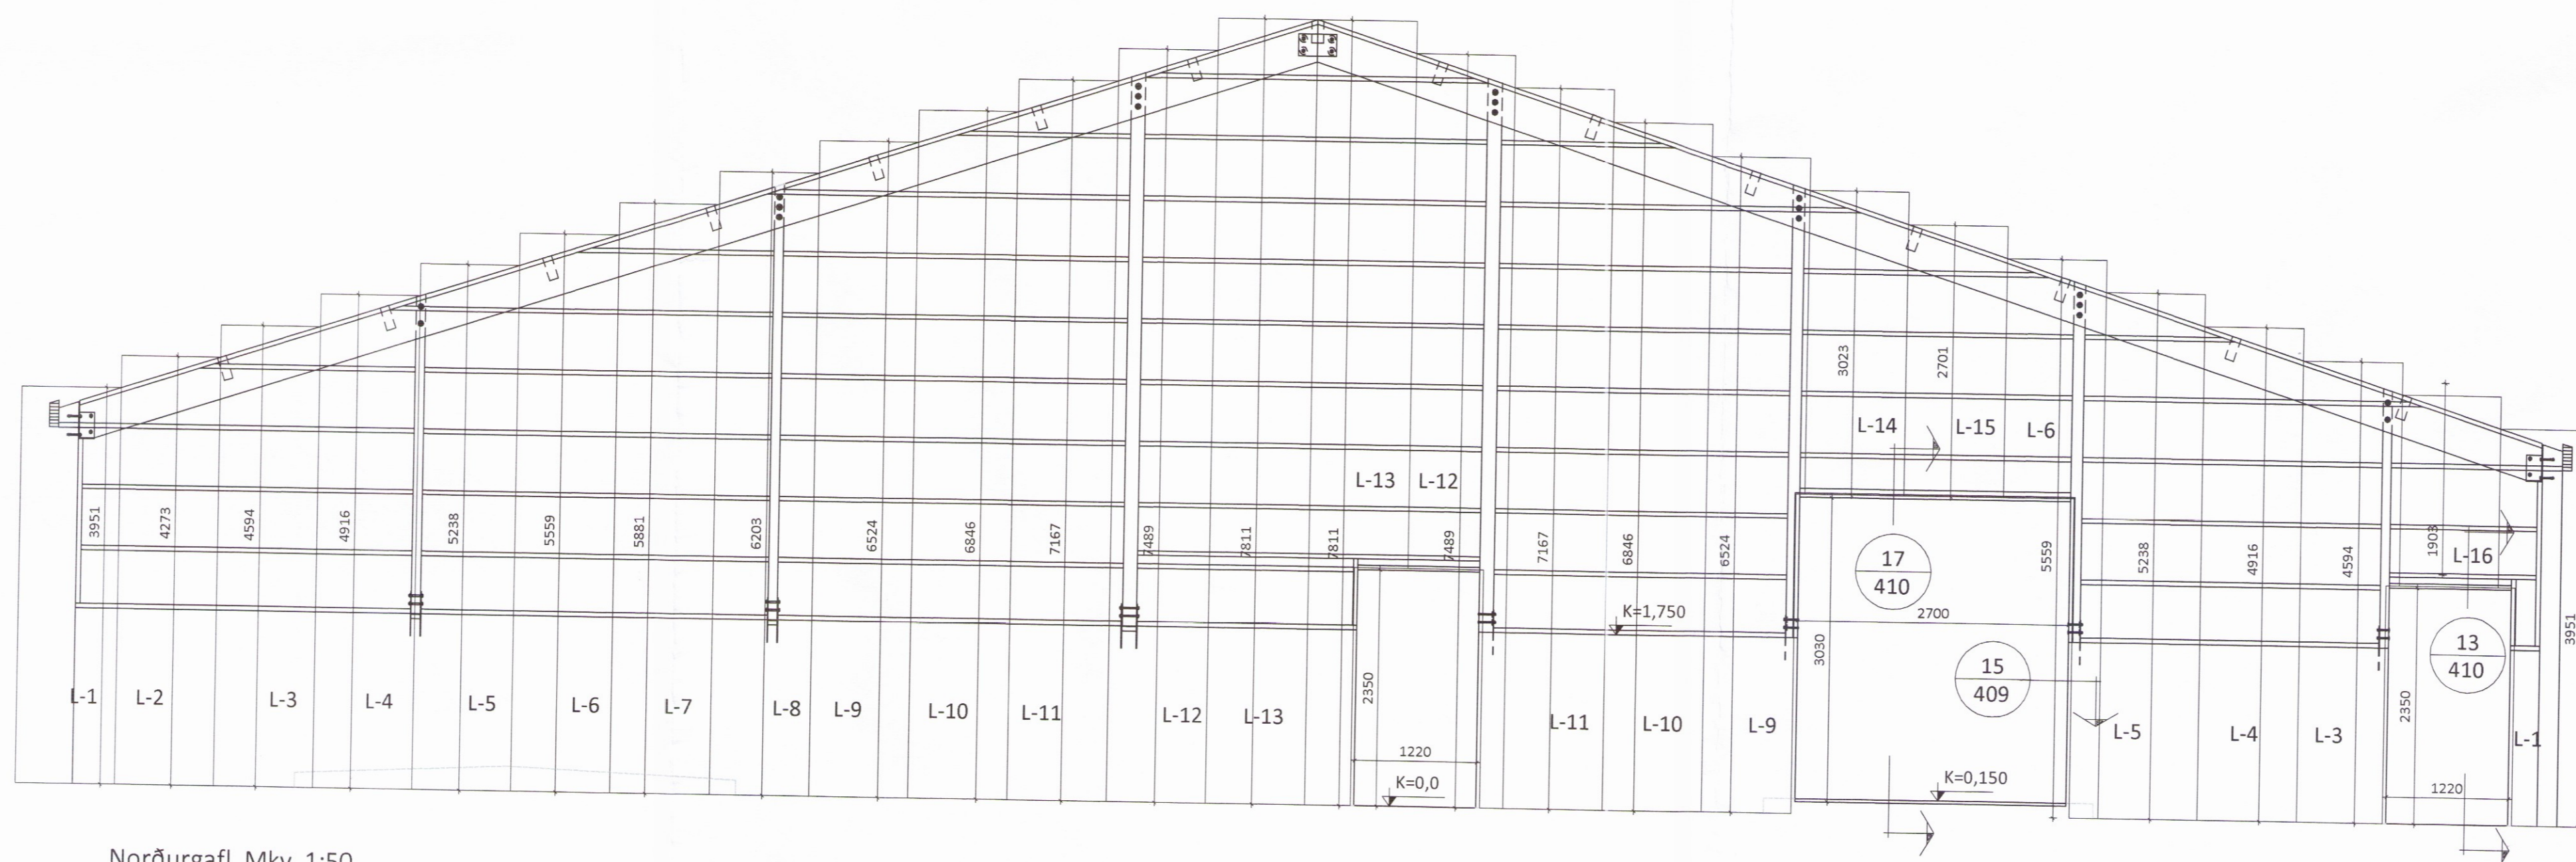 3023
2701
L-14
L-15
L-6
L-13
L-12
3951
4273
4594
4916
5238
5559
5881
6203
6524
6846
7167
7489
7811
7811
7489
7167
6846
6524
5559
5238
4916
4594
1903
L-16
17
410
K=1,750
2700
3030
15
409
13
410
3951
2350
2350
L-1
L-2
L-3
L-4
L-5
L-6
L-7
L-8
L-9
L-10
L-11
L-12
L-13
L-11
L-10
L-9
L-5
L-4
L-3
L-1
1220
K=0,0
K=0,150
1220
Norðurgafl Mkv. 1:50